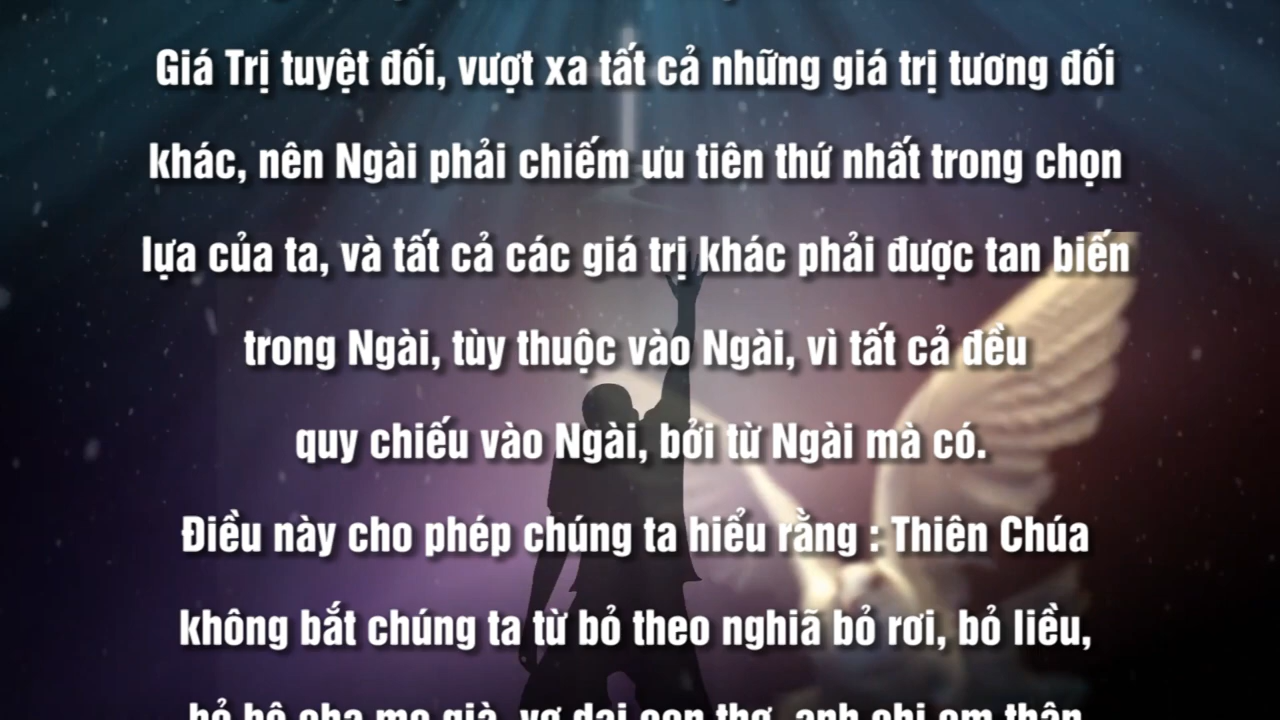 Giá Trị tuyệt đối, vượt xa tất cả những giá trị tương đối
khác, nên Ngài phải chiếm ưu tiên thứ nhất trong chọn
lựa của ta, và tất cả các giá trị khác phải được tan biến
trong Ngài, tùy thuộc vào Ngài, vì tất cả đều
quy chiếu vào Ngài, bởi từ Ngài mà có.
Điều này cho phép chúng ta hiểu rằng : Thiên Chúa
không bắt chúng ta từ bỏ theo nghiã bỏ rơi, bỏ liều,